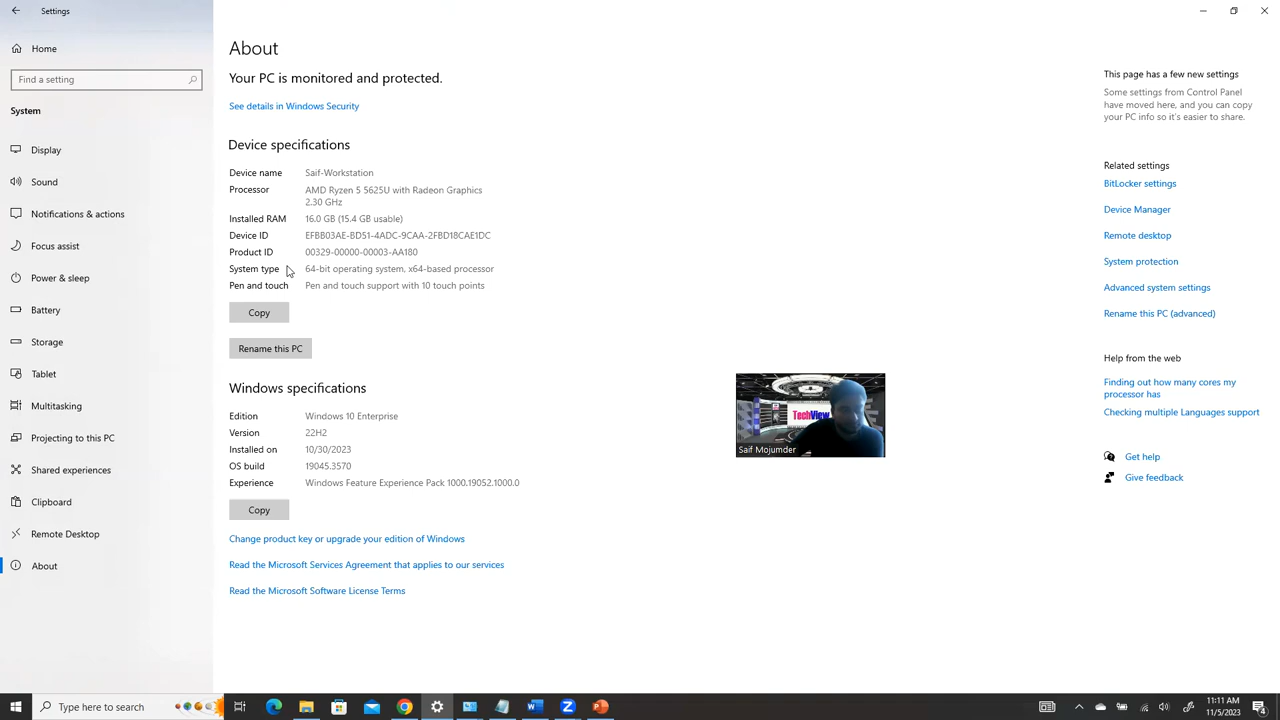 Settings
Home
Find a setting
System
Display
Sound
Notifications & actions
Focus assist
Power & sleep
Battery
Storage
Tablet
Multitasking
Projecting to this PC
Shared experiences
Clipboard
Remote Desktop
About
About
Your PC is monitored and protected.
See details in Windows Security
Device specifications
Device name Saif-Workstation
Processor AMD Ryzen 5 5625U with Radeon Graphics
2.30 GHz
Installed RAM 16.0 GB (15.4 GB usable)
Device ID EFBB03AE-BD51-4ADC-9CAA-2FBD18CAE1DC
Product ID 00329-00000-00003-AA180
System type 64-bit operating system, x64-based processor
Pen and touch Pen and touch support with 10 touch points
Copy
Rename this PC
Windows specifications
Edition Windows 10 Enterprise
Version 22H2
Installed on 10/30/2023
OS build 19045.3570
Experience Windows Feature Experience Pack 1000.19052.1000.0
Copy
Change product key or upgrade your edition of Windows
Read the Microsoft Services Agreement that applies to our services
Read the Microsoft Software License Terms
TechView
Saif Mojumder
This page has a few new settings
Some settings from Control Panel
have moved here, and you can copy
your PC info so it's easier to share.
Related settings
BitLocker settings
Device Manager
Remote desktop
System protection
Advanced system settings
Rename this PC (advanced)
Help from the web
Finding out how many cores my
processor has
Checking multiple Languages support
Get help
Give feedback
Type here to search
11:11 AM
11/5/2023